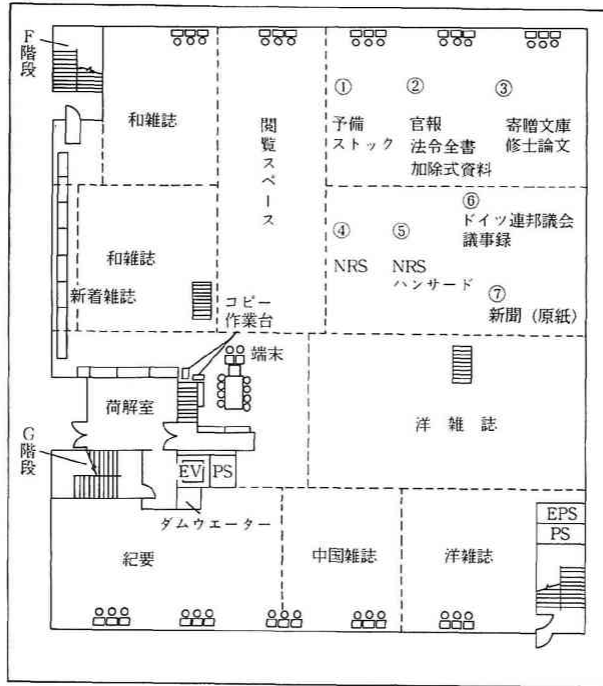 F階段
和雑誌
閲覧スペース
①
予備
ストック
②
官報
法令全書
加除式資料
③
寄贈文庫
修士論文
和雑誌
新着雑誌
④
NRS
⑤
NRS
ハンサード
⑥
ドイツ連邦議会
議事録
⑦
新聞（原紙）
コピー
作業台
端末
荷解室
洋雑誌
G階段
EV
PS
ダムウエーター
EPS
PS
紀要
中国雑誌
洋雑誌